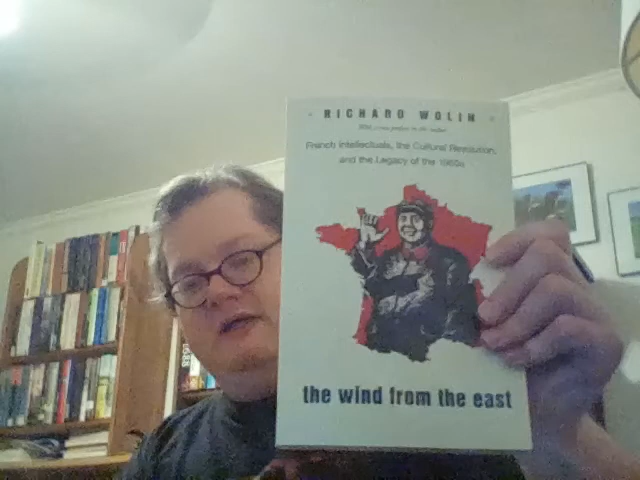 RICHARD WOLIN
With a new preface by the author
French Intellectuals, the Cultural Revolution,
and the Legacy of the 1960s
the wind from the east